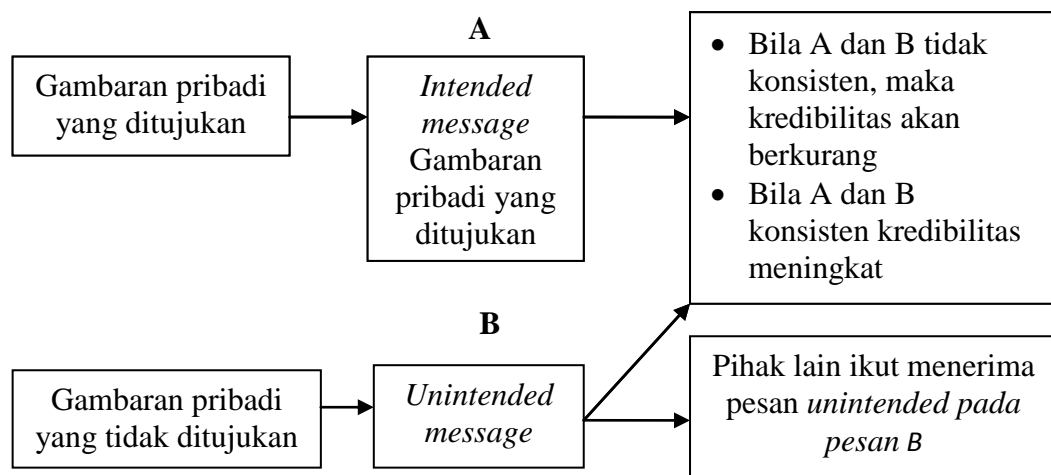 A
Gambaran pribadi
yang ditujukan
Intended
message
Gambaran
pribadi yang
ditujukan
• Bila A dan B tidak
konsisten, maka
kredibilitas akan
berkurang
• Bila A dan B
konsisten kredibilitas
meningkat
B
Gambaran pribadi
yang tidak ditujukan
Unintended
message
Pihak lain ikut menerima
pesan unintended pada
pesan B